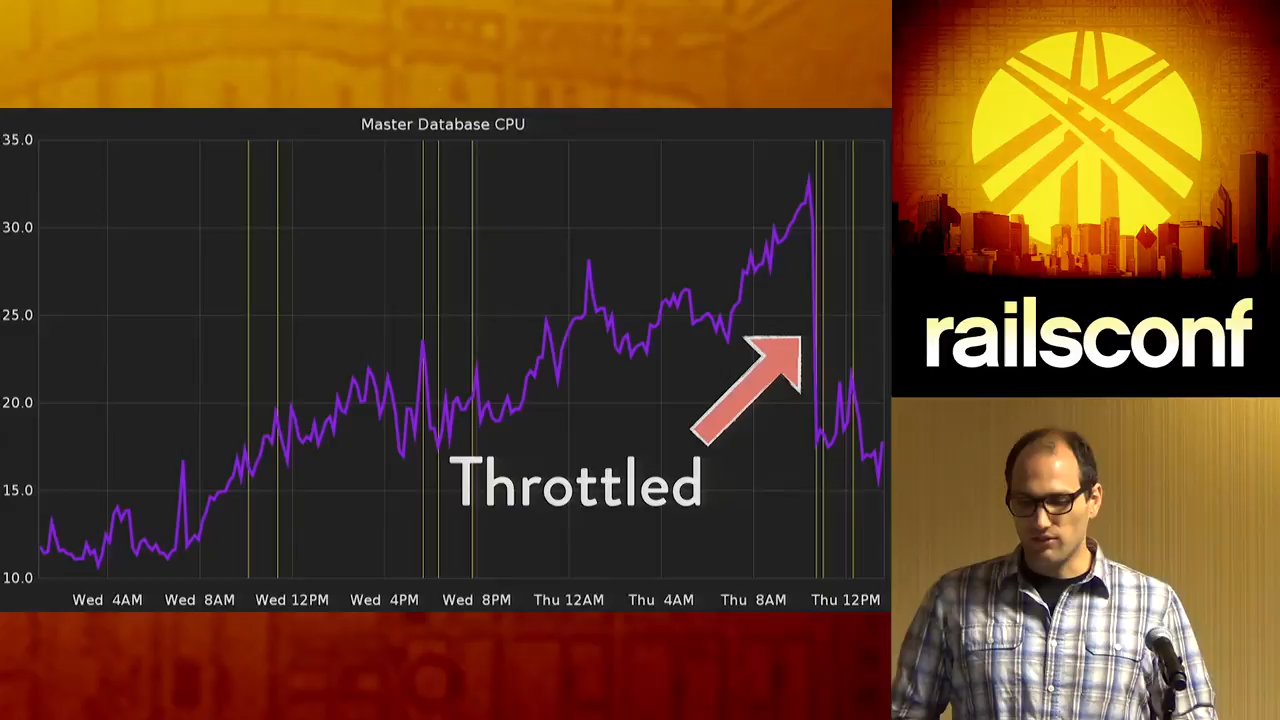 Master Database CPU
35.0
30.0
25.0
20.0
15.0
10.0
Throttled
Wed 4AM Wed 8AM Wed 12PM Wed 4PM Wed 8PM Thu 12AM Thu 4AM Thu 8AM Thu 12PM
railsconf